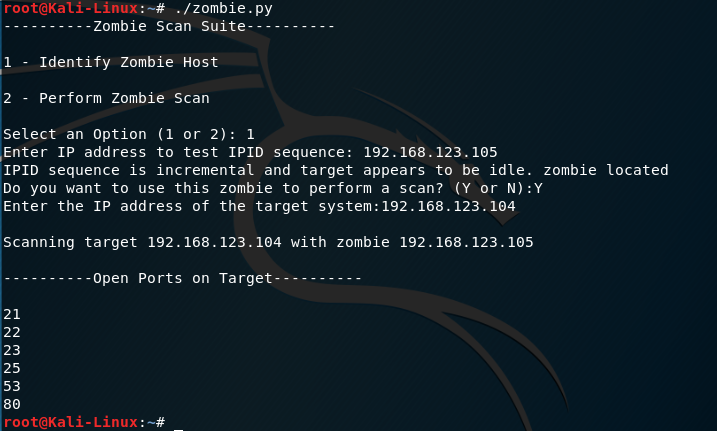 root@Kali-Linux:~# ./zombie.py
----------Zombie Scan Suite----------
1 - Identify Zombie Host
2 - Perform Zombie Scan
Select an Option (1 or 2): 1
Enter IP address to test IPID sequence: 192.168.123.105
IPID sequence is incremental and target appears to be idle. zombie located
Do you want to use this zombie to perform a scan? (Y or N):Y
Enter the IP address of the target system:192.168.123.104
Scanning target 192.168.123.104 with zombie 192.168.123.105
----------Open Ports on Target----------
21
22
23
25
53
80
root@Kali-Linux:~# _